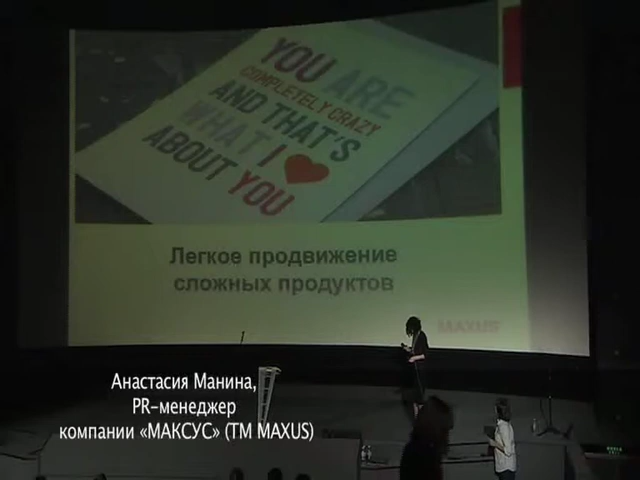 YOU ARE
COMPLETELY CRAZY
AND THAT'S
WHAT I
ABOUT YOU
Легкое продвижение
сложных продуктов
MAXUS
Анастасия Манина,
PR-менеджер
компании «МАКСУС» (ТМ MAXUS)